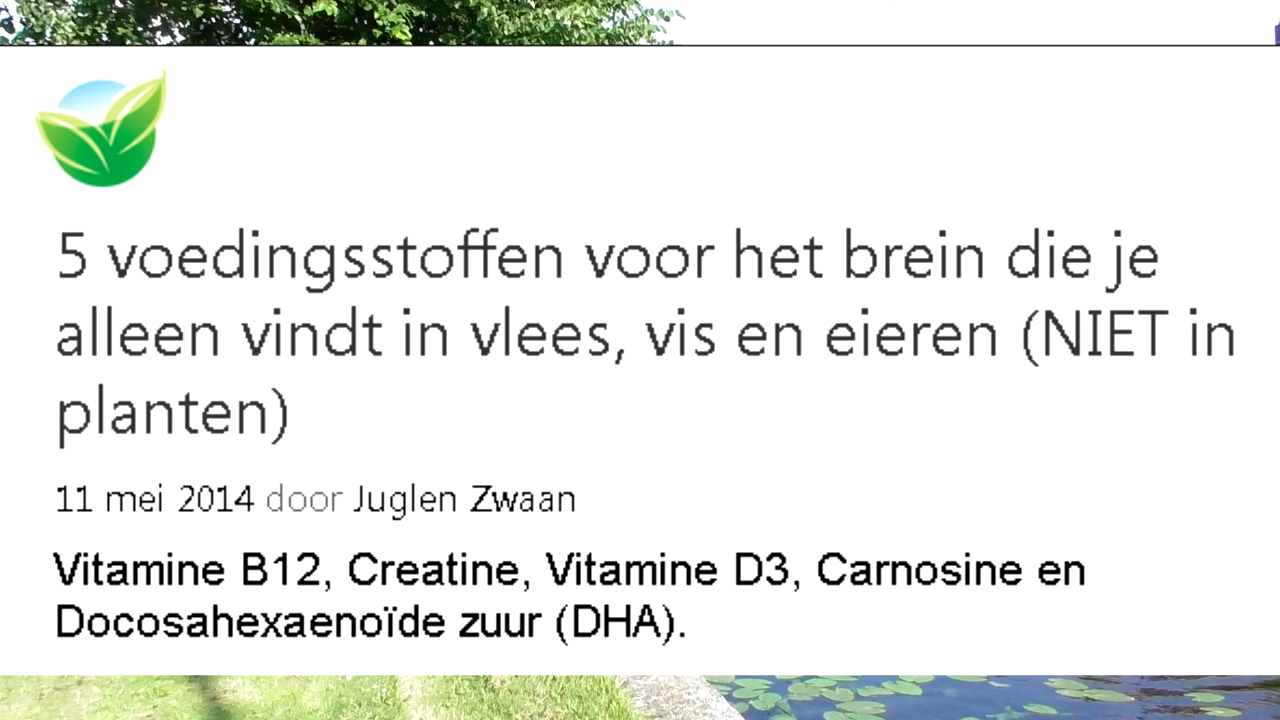 5 voedingsstoffen voor het brein die je
alleen vindt in vlees, vis en eieren (NIET in
planten)
11 mei 2014 door Juglen Zwaan
Vitamine B12, Creatine, Vitamine D3, Carnosine en
Docosahexaenoïde zuur (DHA).